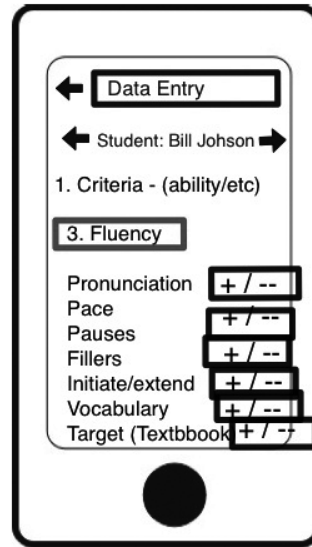 Data Entry
Student: Bill Johson
1. Criteria - (ability/etc)
3. Fluency
Pronunciation + / --
Pace + / --
Pauses + / --
Fillers + / --
Initiate/extend + / --
Vocabulary + / --
Target (Textbbook + / --